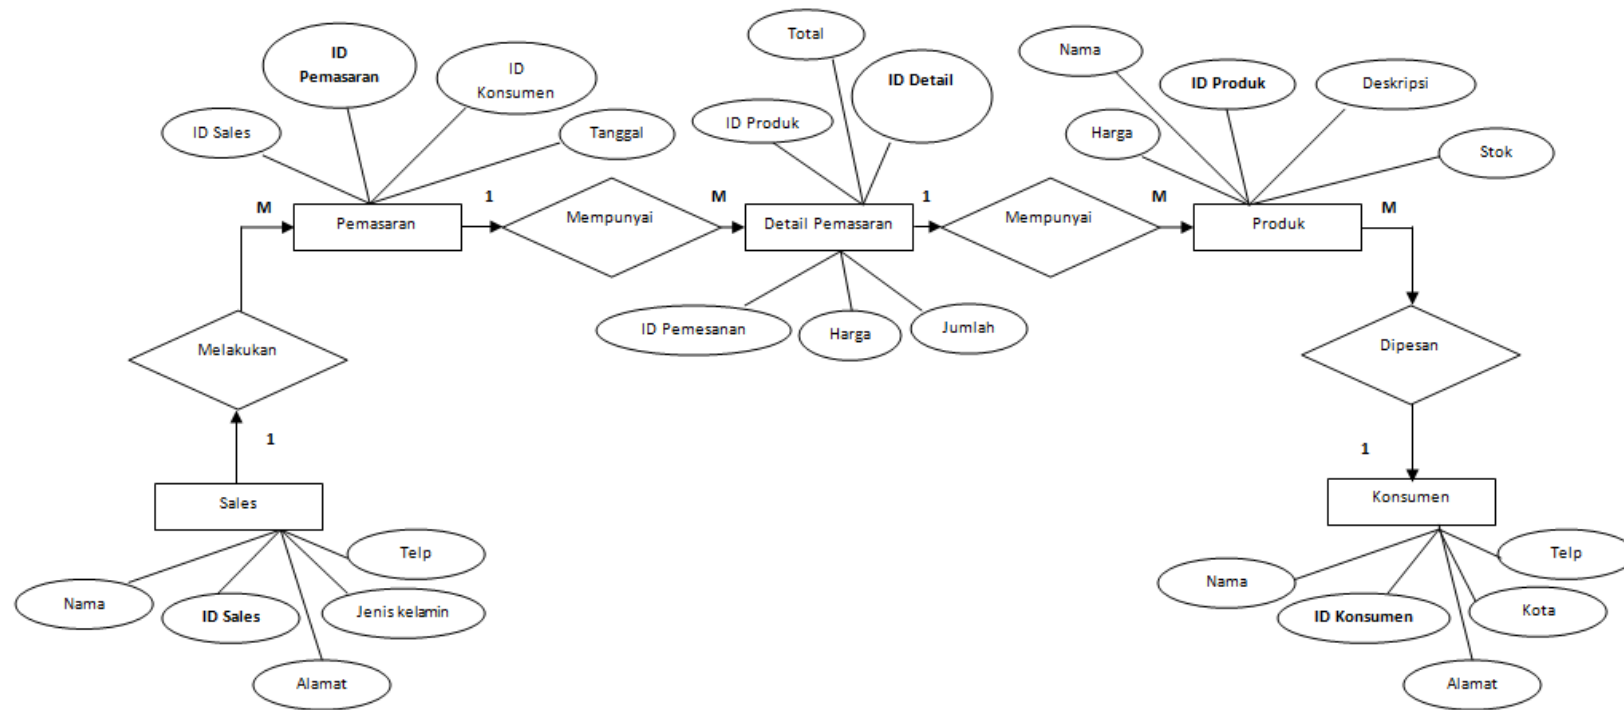 Total
ID
Pemasaran
ID
Konsumen
Nama
ID Detail
ID Produk
Deskripsi
ID Sales
Tanggal
ID Produk
Harga
Stok
M
1
M
1
M
M
Pemasaran
Mempunyai
Detail Pemasaran
Mempunyai
Produk
ID Pemesanan
Harga
Jumlah
Melakukan
Dipesan
1
1
Sales
Konsumen
Telp
Telp
Nama
ID Sales
Jenis kelamin
Nama
ID Konsumen
Kota
Alamat
Alamat